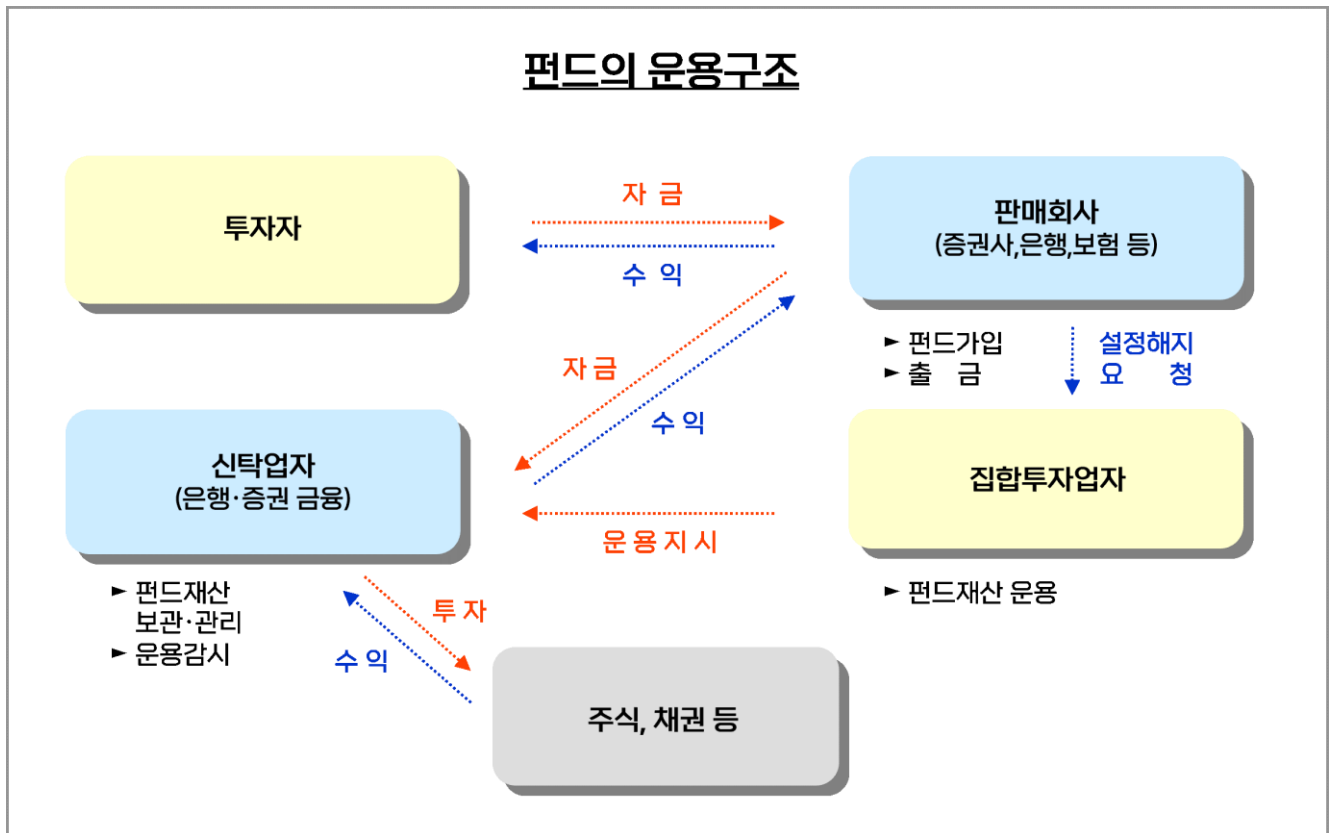 펀드의 운용구조
투자자
자 금
수 익
판매회사
(증권사,은행,보험 등)
► 펀드가입
► 출 금
설정해지
요 청
자 금
수 익
신탁업자
(은행·증권 금융)
집합투자업자
운 용 지 시
► 펀드재산
보관·관리
► 운용감시
► 펀드재산 운용
투 자
수 익
주식, 채권 등